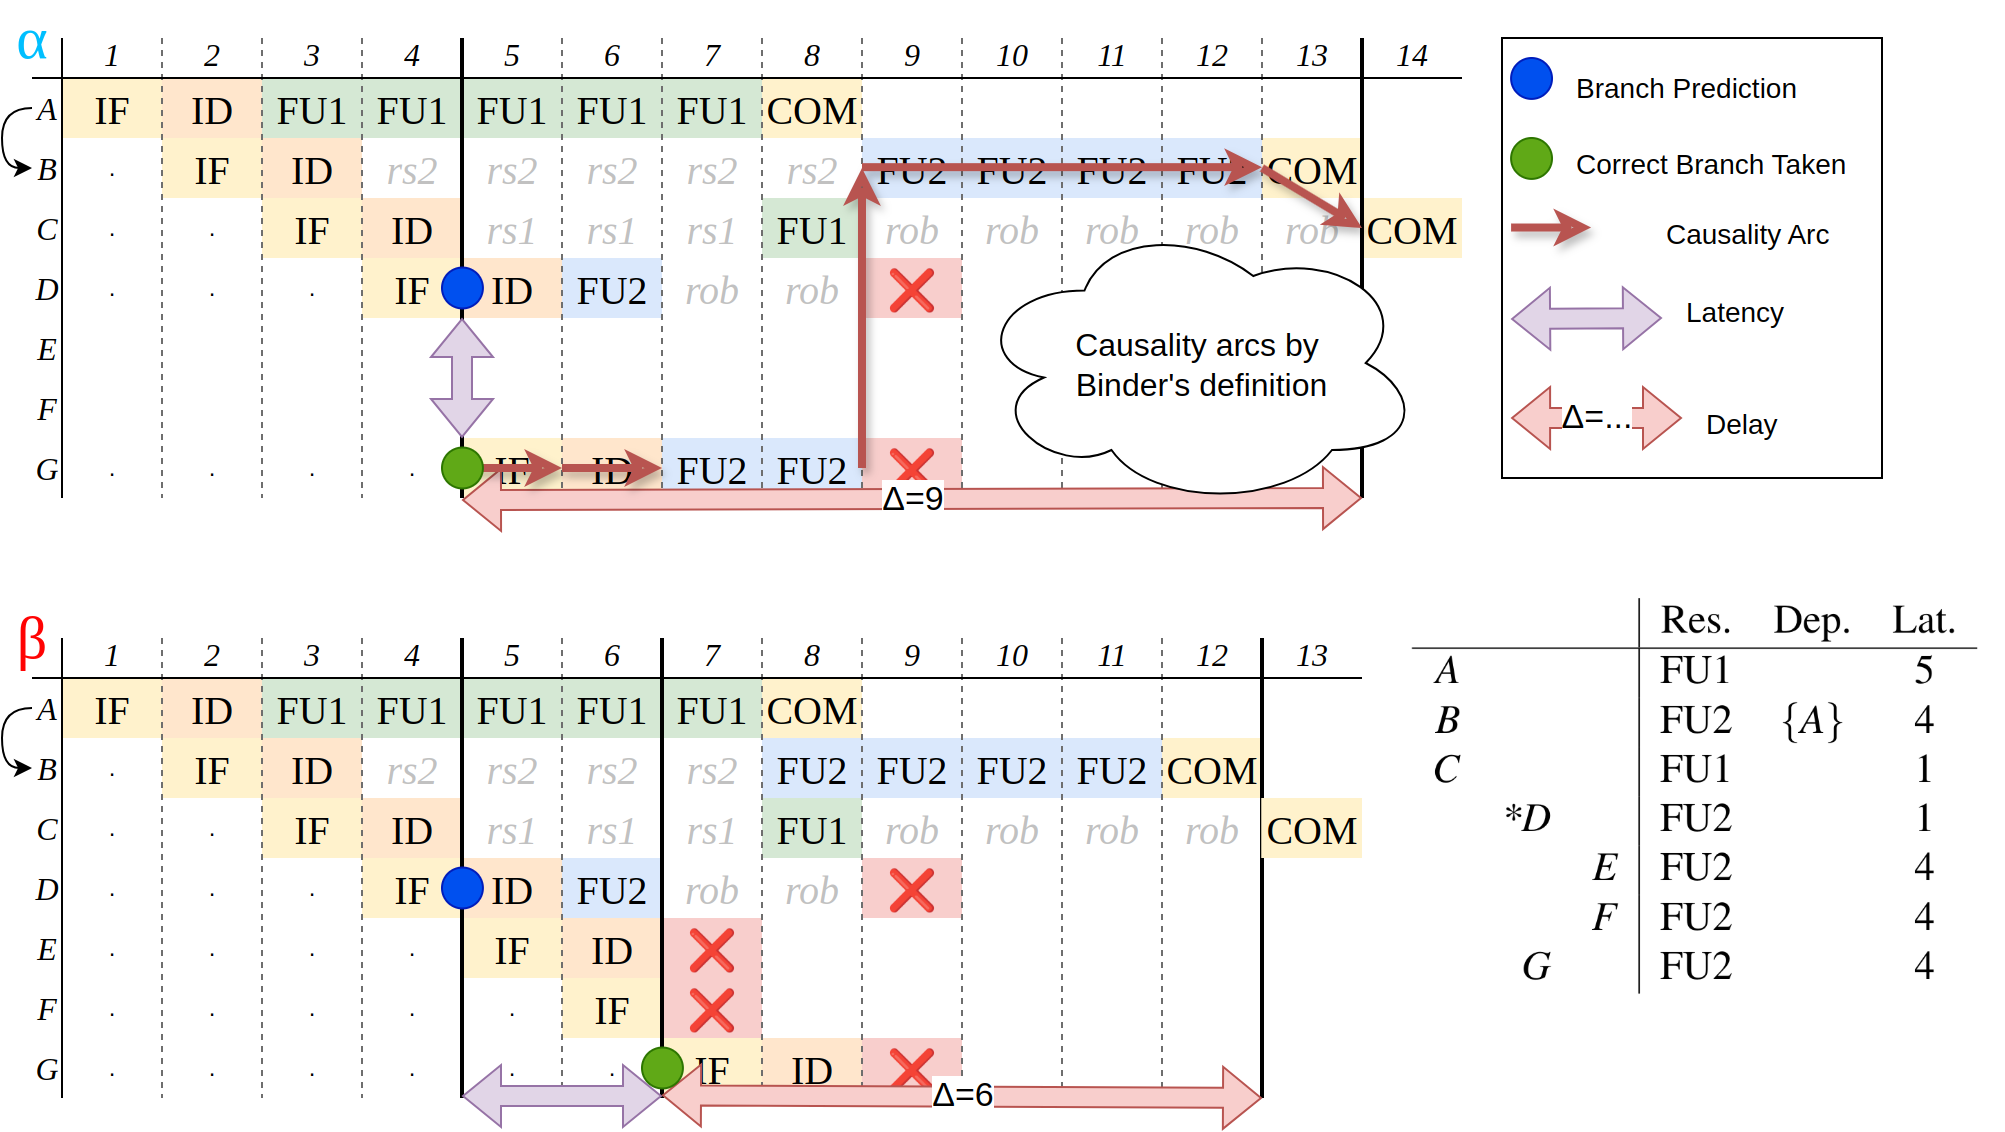 α 1 2 3 4 5 6 7 8 9 10 11 12 13 14
A IF ID FU1 FU1 FU1 FU1 FU1 COM
B . IF ID rs2 rs2 rs2 rs2 rs2 FU2 FU2 FU2 FU2 COM
C . . IF ID rs1 rs1 rs1 FU1 rob rob rob rob rob COM
D . . . IF ID FU2 rob rob ❌
E
F
G . . . . IF ID FU2 FU2 ❌
Δ=9
Causality arcs by
Binder's definition
Branch Prediction
Correct Branch Taken
Causality Arc
Latency
Δ=... Delay
β 1 2 3 4 5 6 7 8 9 10 11 12 13
A IF ID FU1 FU1 FU1 FU1 FU1 COM
B . IF ID rs2 rs2 rs2 rs2 FU2 FU2 FU2 FU2 COM
C . . IF ID rs1 rs1 rs1 FU1 rob rob rob rob COM
D . . . IF ID FU2 rob rob ❌
E . . . . IF ID ❌
F . . . . . IF ❌
G . . . . . . IF ID ❌
Δ=6
Res. Dep. Lat.
A FU1 5
B FU2 {A} 4
C FU1 1
*D FU2 1
E FU2 4
F FU2 4
G FU2 4